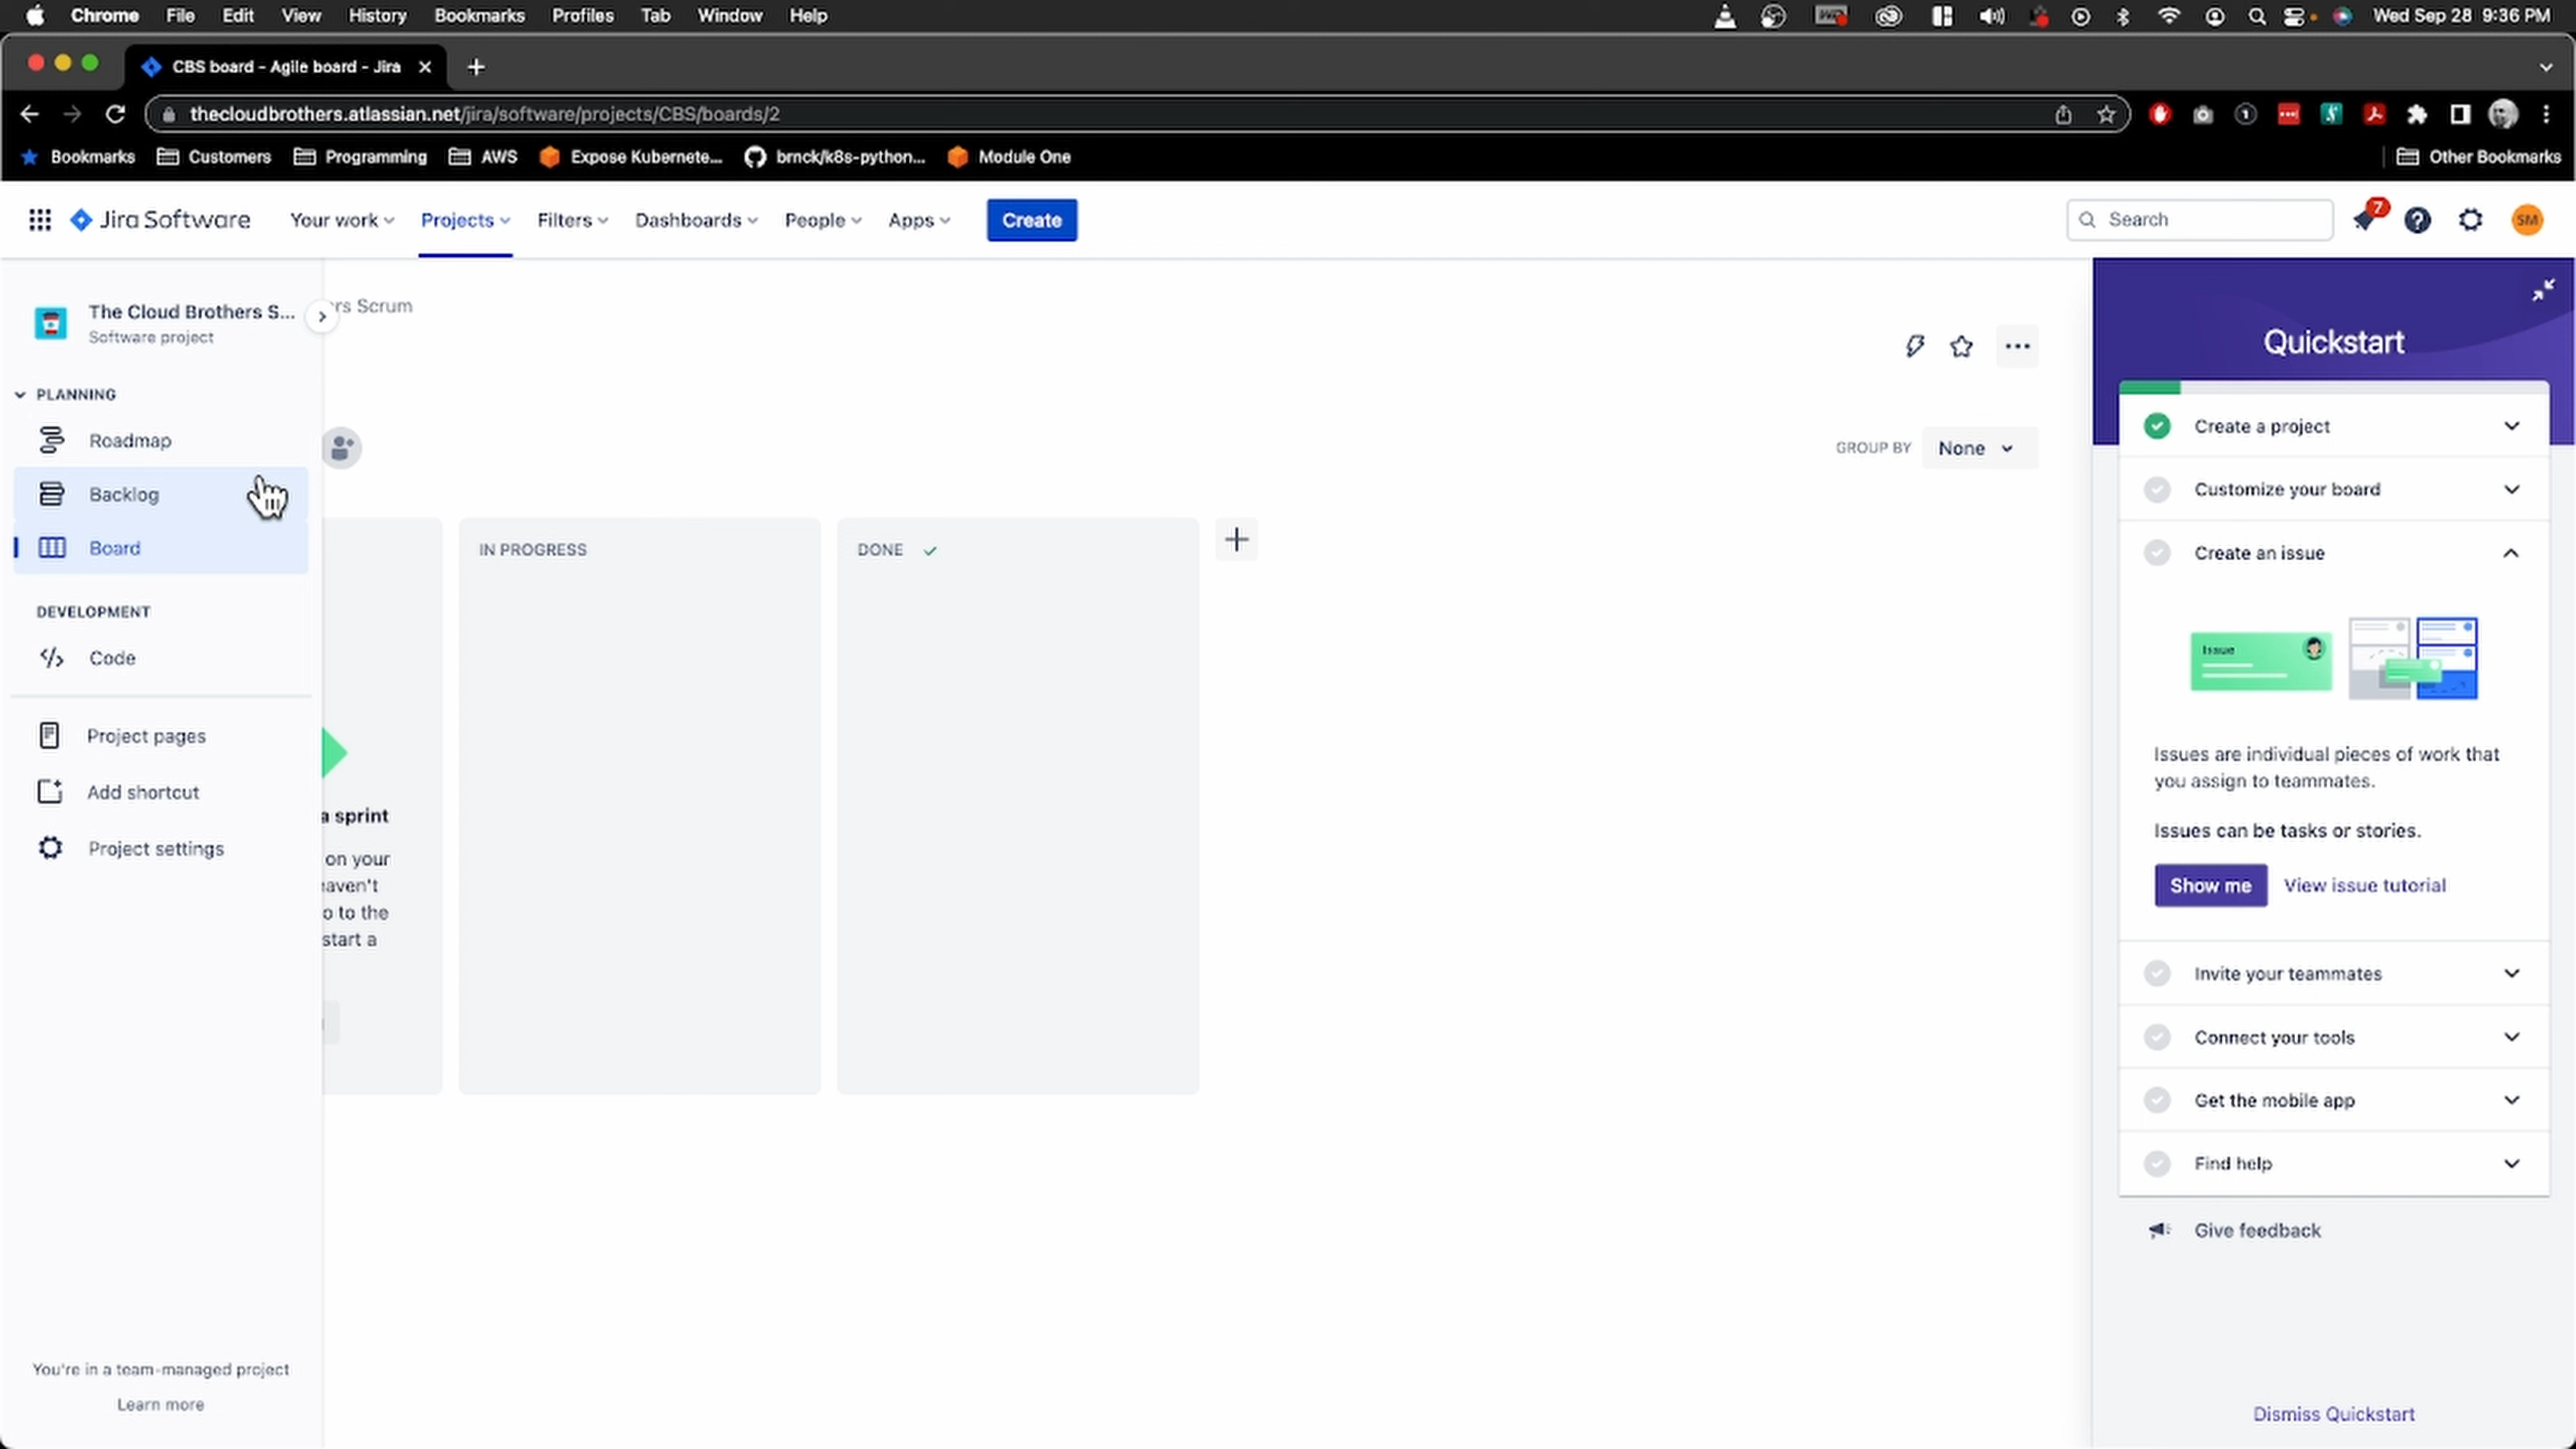 Chrome File Edit View History Bookmarks Profiles Tab Window Help Wed Sep 28 9:36 PM
CBS board - Agile board - Jira
thecloudbrothers.atlassian.net/jira/software/projects/CBS/boards/2
Bookmarks Customers Programming AWS Expose Kubernete... brnck/k8s-python... Module One Other Bookmarks
Jira Software Your work Projects Filters Dashboards People Apps Create Search 7 SM
The Cloud Brothers S...
Software project
rs Scrum
PLANNING
Roadmap
Backlog
Board
DEVELOPMENT
Code
Project pages
Add shortcut
Project settings
You're in a team-managed project
Learn more
GROUP BY None
IN PROGRESS
DONE
a sprint
on your
aven't
o to the
start a
Quickstart
Create a project
Customize your board
Create an issue
Issue
Issues are individual pieces of work that
you assign to teammates.
Issues can be tasks or stories.
Show me View issue tutorial
Invite your teammates
Connect your tools
Get the mobile app
Find help
Give feedback
Dismiss Quickstart